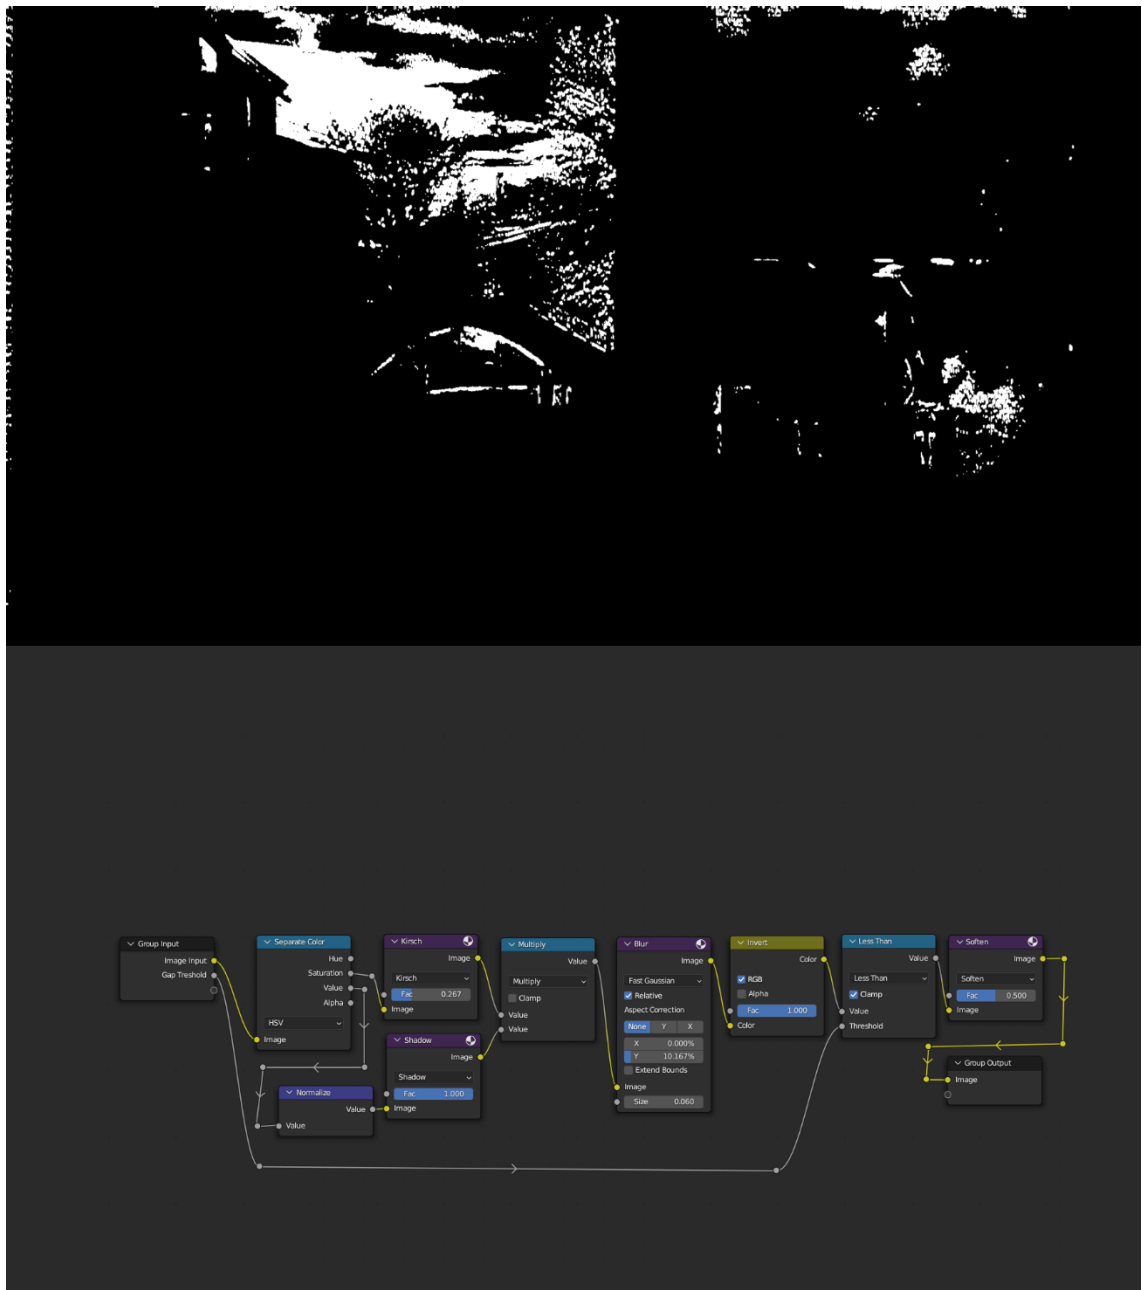 Group Input
Image Input
Gap Treshold
Separate Color
Hue
Saturation
Value
Alpha
HSV
Image
Normalize
Value
Value
Kirsch
Image
Kirsch
Fac 0.267
Image
Shadow
Image
Shadow
Fac 1.000
Image
Multiply
Value
Multiply
Clamp
Value
Value
Blur
Image
Fast Gaussian
Relative
Aspect Correction
None Y X
X 0.000%
Y 10.167%
Extend Bounds
Image
Size 0.060
Invert
Color
RGB
Alpha
Fac 1.000
Color
Less Than
Value
Less Than
Clamp
Value
Threshold
Soften
Image
Soften
Fac 0.500
Image
Group Output
Image